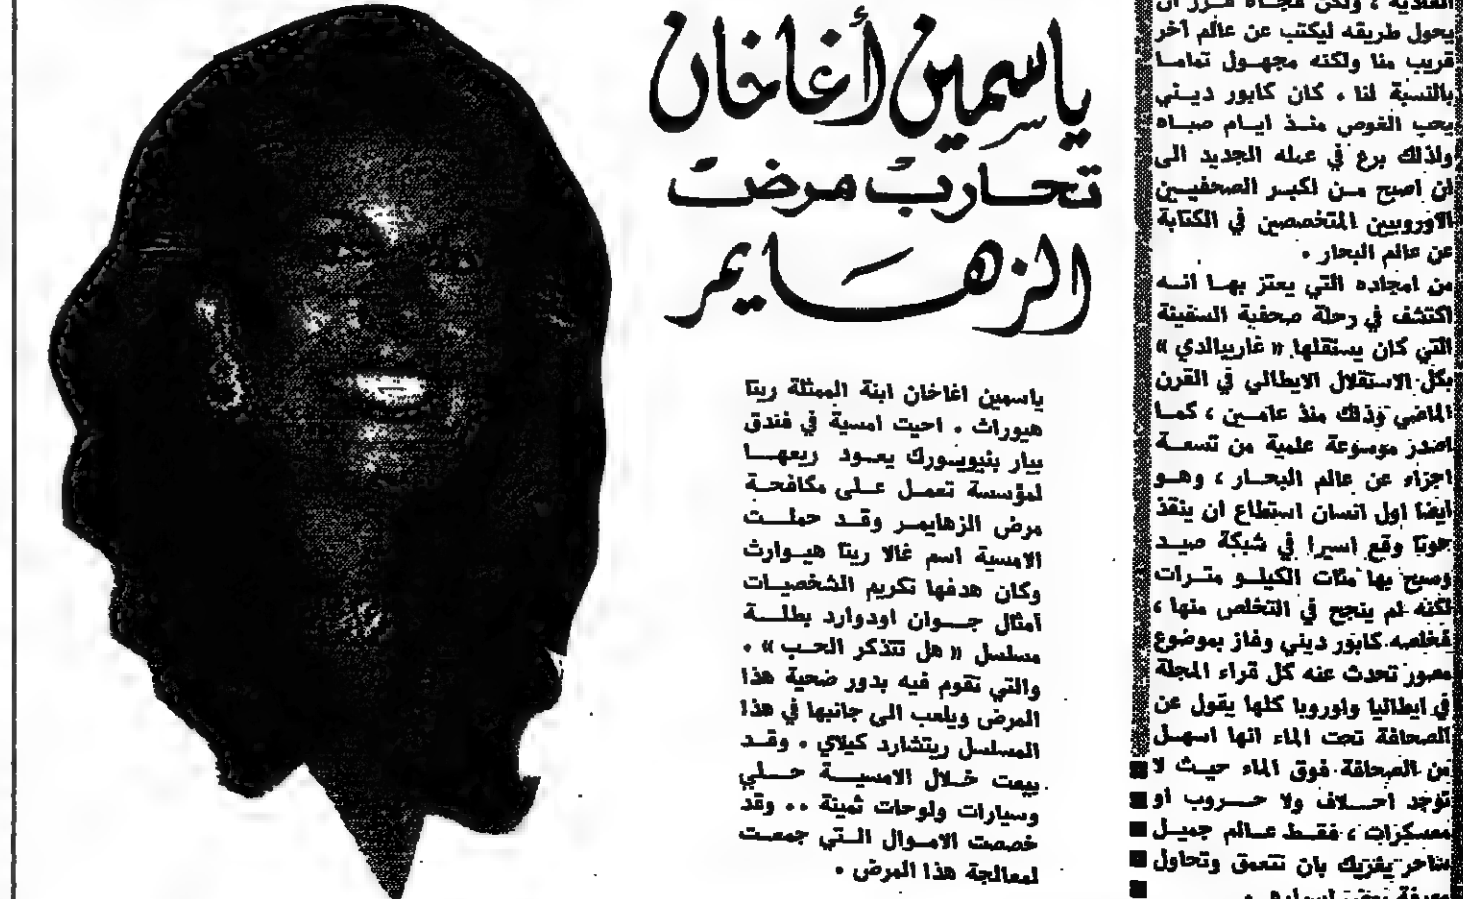 ياسمين أغاخان
تحارب مرض
الزهايمر
ياسمين اغاخان ابنة الممثلة ريتا
هيوراث . احيت امسية في فندق
بيار بنيويورك يعود ريعها
لمؤسسة تعمل على مكافحة
مرض الزهايمر وقد حملت
الامسية اسم غالا ريتا هيوارث
وكان هدفها تكريم الشخصيات
أمثال جوان اودوارد بطلة
مسلسل « هل تتذكر الحب » .
والتي تقوم فيه بدور ضحية هذا
المرض ويلعب الى جانبها في هذا
المسلسل ريتشارد كيلاي . وقد
بيعت خلال الامسية حلي
وسيارات ولوحات ثمينة .. وقد
خصصت الاموال التي جمعت
لمعالجة هذا المرض .
العادية ، ولكن فجأة قرر ان
يحول طريقه ليكتب عن عالم آخر
قريب منا ولكنه مجهول تماما
بالنسبة لنا . كان كابور ديني
يحب الغوص منذ ايام صباه
ولذلك برع في عمله الجديد الى
ان اصبح من اكبر الصحفيين
الاوروبيين المتخصصين في الكتابة
عن عالم البحار .
من امجاده التي يعتز بها انه
اكتشف في رحلة صحفية السفينة
التي كان يستقلها « غاريبالدي »
بكل الاستقلال الايطالي في القرن
الماضي وذلك منذ عامين ، كما
اصدر موسوعة علمية من تسعة
اجزاء عن عالم البحار ، وهو
ايضا اول انسان استطاع ان ينقذ
حوتا وقع اسيرا في شبكة صيد
وسبح بها مئات الكيلو مترات
لكنه لم ينجح في التخلص منها ،
فخلصه كابور ديني وفاز بموضوع
مصور تحدث عنه كل قراء المجلة
في ايطاليا واوروبا كلها يقول عن
الصحافة تحت الماء انها اسهل
من الصحافة فوق الماء حيث لا
توجد احلاف ولا حروب او
معسكرات ، فقط عالم جميل
ساحر يغريك بان تتعمق وتحاول
معرفة بعض اسراره .